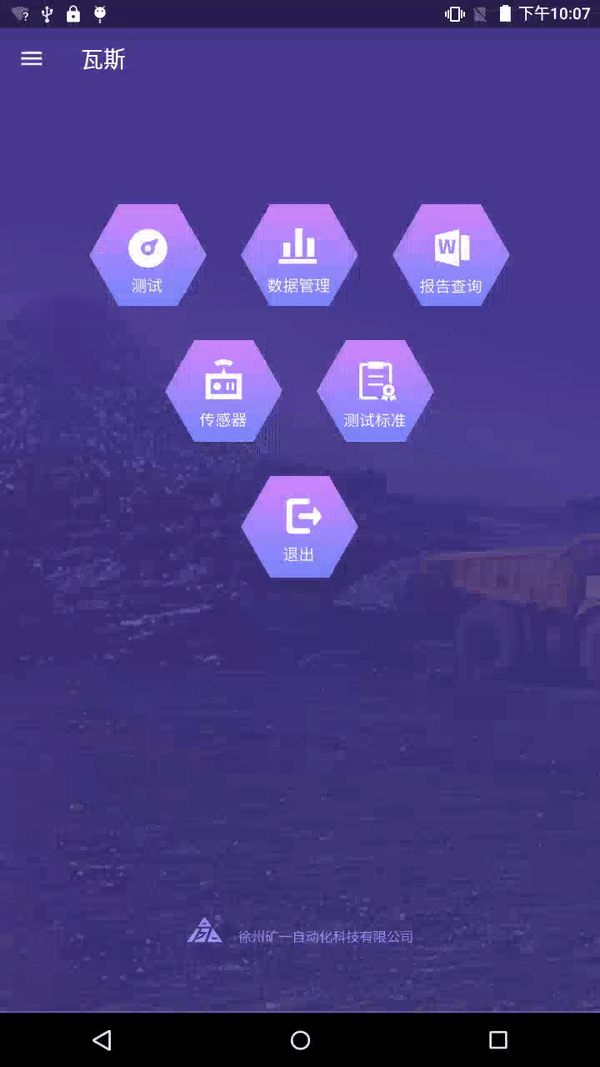 下午10:07
瓦斯
测试
数据管理
W
报告查询
传感器
测试标准
退出
徐州矿一自动化科技有限公司